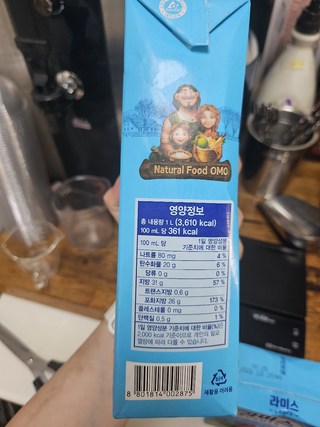 Natural Food OMO
영양정보
총 내용량 1 L (3,610 kcal)
100 mL 당 361 kcal
100 mL 당 1일 영양성분 기준치에 대한 비율
나트륨 80 mg 4 %
탄수화물 20 g 6 %
당류 0 g 0 %
지방 31 g 57 %
트랜스지방 0.6 g
포화지방 26 g 173 %
콜레스테롤 0 mg 0 %
단백질 0.5 g 1 %
1일 영양성분 기준치에 대한 비율(%)은
2,000 kcal 기준이므로 개인의 필요
열량에 따라 다를 수 있습니다.
8 801814 002875
재활용 어려움
라미스